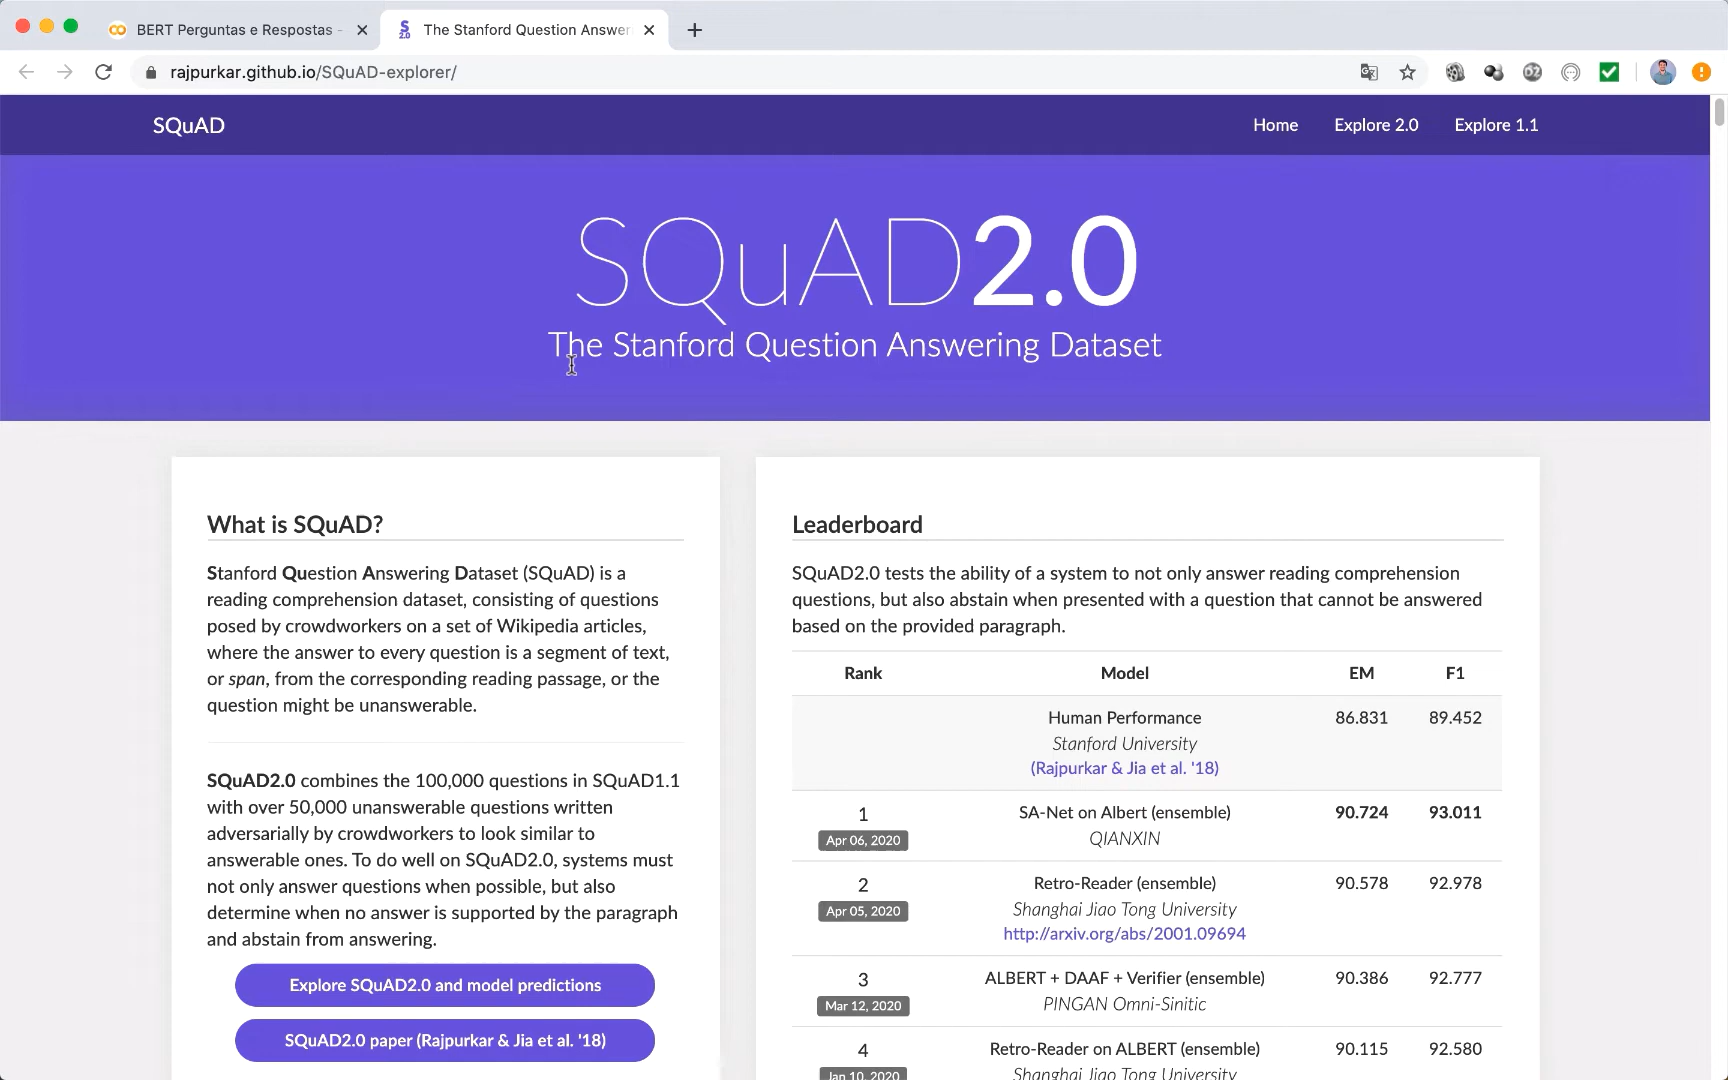 BERT Perguntas e Respostas -
The Stanford Question Answer
rajpurkar.github.io/SQuAD-explorer/
SQuAD
Home
Explore 2.0
Explore 1.1
SQuAD2.0
The Stanford Question Answering Dataset
What is SQuAD?
Stanford Question Answering Dataset (SQuAD) is a
reading comprehension dataset, consisting of questions
posed by crowdworkers on a set of Wikipedia articles,
where the answer to every question is a segment of text,
or span, from the corresponding reading passage, or the
question might be unanswerable.
SQuAD2.0 combines the 100,000 questions in SQuAD1.1
with over 50,000 unanswerable questions written
adversarially by crowdworkers to look similar to
answerable ones. To do well on SQuAD2.0, systems must
not only answer questions when possible, but also
determine when no answer is supported by the paragraph
and abstain from answering.
Explore SQuAD2.0 and model predictions
SQuAD2.0 paper (Rajpurkar & Jia et al. '18)
Leaderboard
SQuAD2.0 tests the ability of a system to not only answer reading comprehension
questions, but also abstain when presented with a question that cannot be answered
based on the provided paragraph.
Rank Model EM F1
Human Performance 86.831 89.452
Stanford University
(Rajpurkar & Jia et al. '18)
1 SA-Net on Albert (ensemble) 90.724 93.011
Apr 06, 2020 QIANXIN
2 Retro-Reader (ensemble) 90.578 92.978
Apr 05, 2020 Shanghai Jiao Tong University
http://arxiv.org/abs/2001.09694
3 ALBERT + DAAF + Verifier (ensemble) 90.386 92.777
Mar 12, 2020 PINGAN Omni-Sinitic
4 Retro-Reader on ALBERT (ensemble) 90.115 92.580
Jan 10, 2020 Shanghai Jiao Tong University